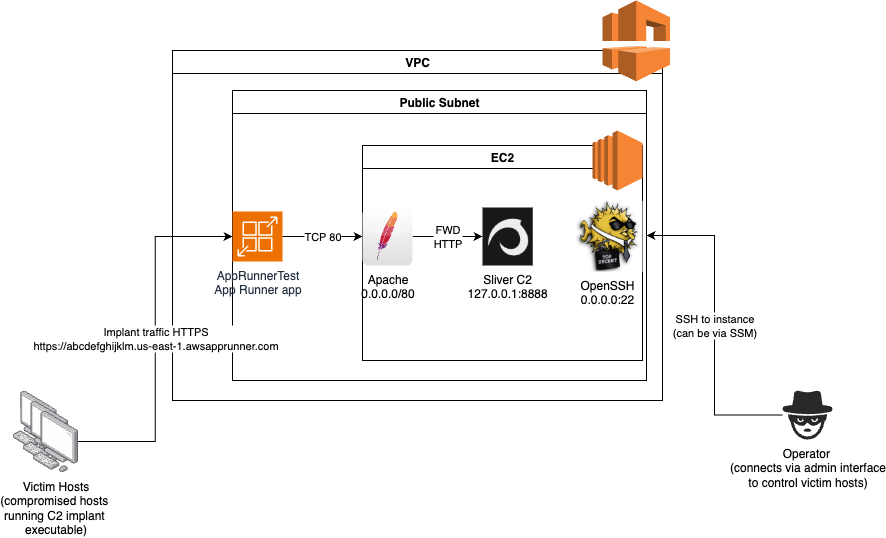 VPC
Public Subnet
EC2
TCP 80
FWD
HTTP
TOP
SECRET
AppRunnerTest
App Runner app
Apache
0.0.0.0/80
Sliver C2
127.0.0.1:8888
OpenSSH
0.0.0.0:22
SSH to instance
(can be via SSM)
Implant traffic HTTPS
https://abcdefghijklm.us-east-1.awsapprunner.com
Victim Hosts
(compromised hosts
running C2 implant
executable)
Operator
(connects via admin interface
to control victim hosts)